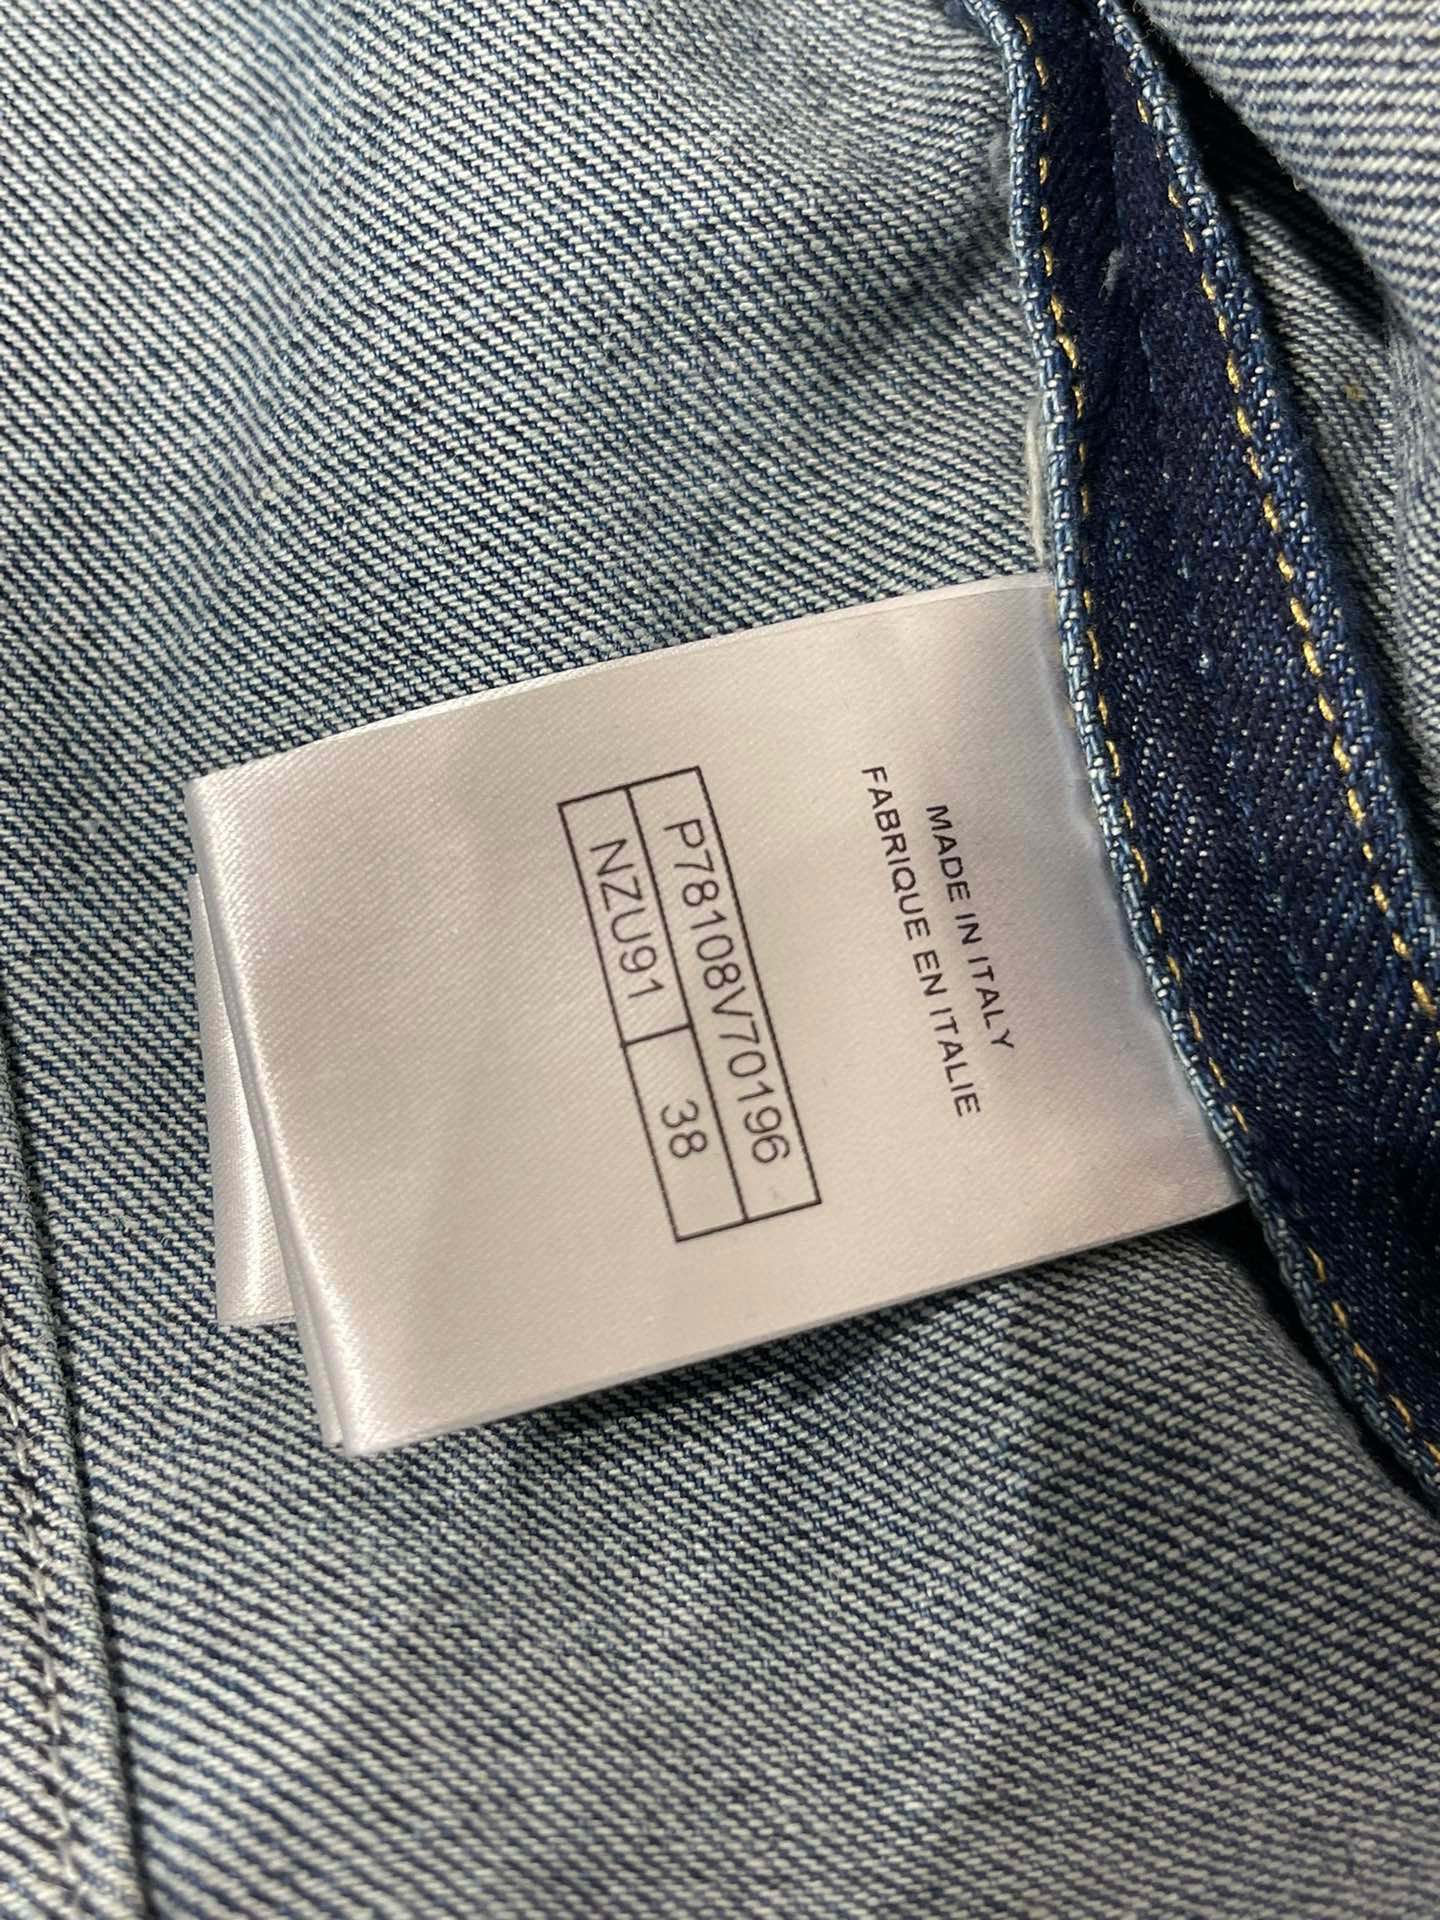 MADE IN ITALY
FABRIQUE EN ITALIE
P78108V70196
NZU91 38